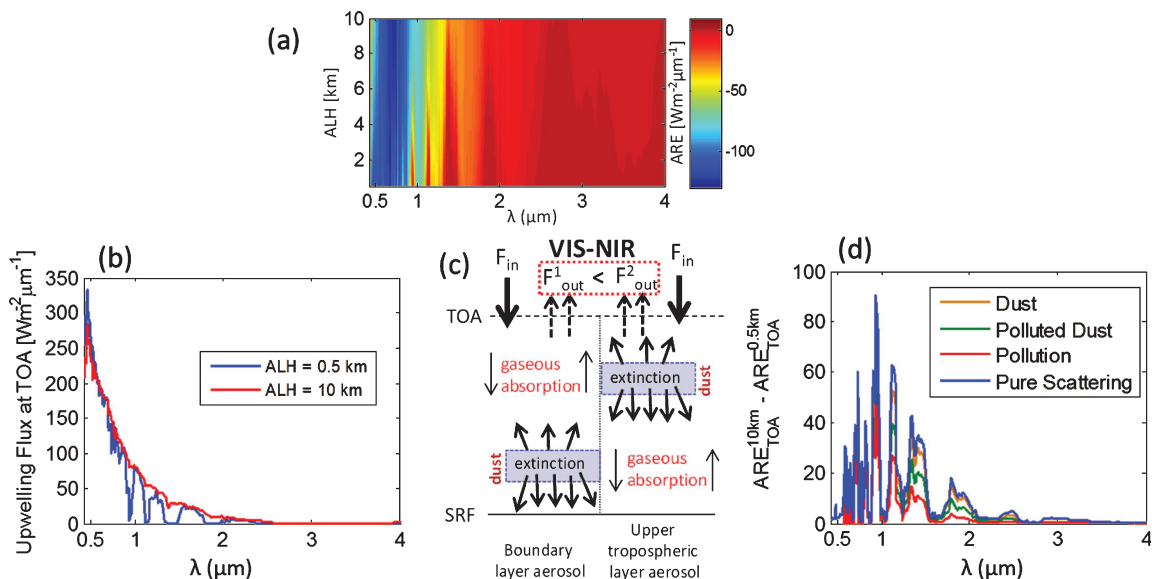 (a)
10
8
6
4
2
ALH [km]
0.5
1
2
3
4
λ (μm)
0
-50
-100
ARE [Wm⁻²μm⁻¹]
(b)
350
300
250
200
150
100
50
0
Upwelling Flux at TOA [Wm⁻²μm⁻¹]
ALH = 0.5 km
ALH = 10 km
0.5
1
2
3
4
λ (μm)
(c)
VIS-NIR
F_in
F¹_out < F²_out
F_in
TOA
gaseous
absorption
extinction
dust
dust
extinction
gaseous
absorption
SRF
Boundary
layer aerosol
Upper
tropospheric
layer aerosol
(d)
100
80
60
40
20
0
ARE_TOA^10km - ARE_TOA^0.5km
Dust
Polluted Dust
Pollution
Pure Scattering
0.5
1
2
3
4
λ (μm)